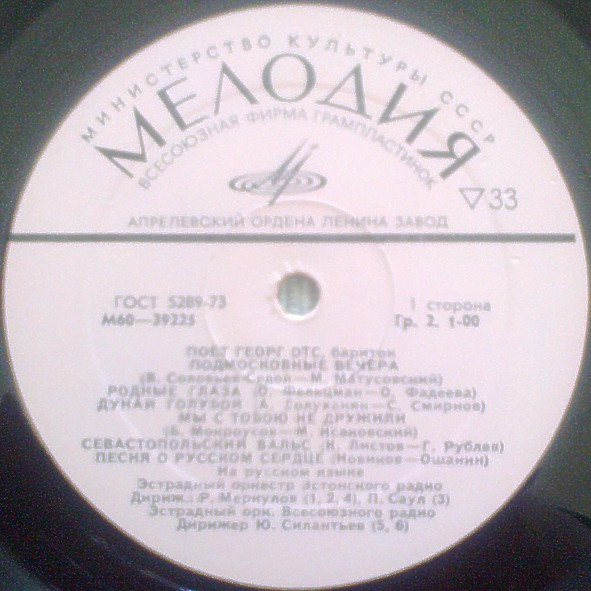 МИНИСТЕРСТВО КУЛЬТУРЫ СССР
МЕЛОДИЯ
ВСЕСОЮЗНАЯ ФИРМА ГРАМПЛАСТИНОК
33
АПРЕЛЕВСКИЙ ОРДЕНА ЛЕНИНА ЗАВОД
ГОСТ 5289-73
М60—39225
1 сторона
Гр. 2. 1-00
ПОЕТ ГЕОРГ ОТС, баритон
ПОДМОСКОВНЫЕ ВЕЧЕРА
(В. Соловьев-Седой — М. Матусовский)
РОДНЫЕ ГЛАЗА (О. Фельцман—О. Фадеева)
ДУНАЙ ГОЛУБОЙ (А. Долуханян—С. Смирнов)
МЫ С ТОБОЮ НЕ ДРУЖИЛИ
(Б. Мокроусов—М. Исаковский)
СЕВАСТОПОЛЬСКИЙ ВАЛЬС (К. Листов—Г. Рублев)
ПЕСНЯ О РУССКОМ СЕРДЦЕ (Новиков—Ошанин)
На русском языке
Эстрадный оркестр Эстонского радио
Дириж.: Р. Меркулов (1, 2, 4), П. Саул (3)
Эстрадный орк. Всесоюзного радио
Дирижер Ю. Силантьев (5, 6)